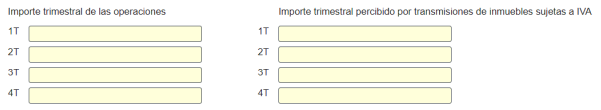 Importe trimestral de las operaciones Importe trimestral percibido por transmisiones de inmuebles sujetas a IVA
1T 1T
2T 2T
3T 3T
4T 4T